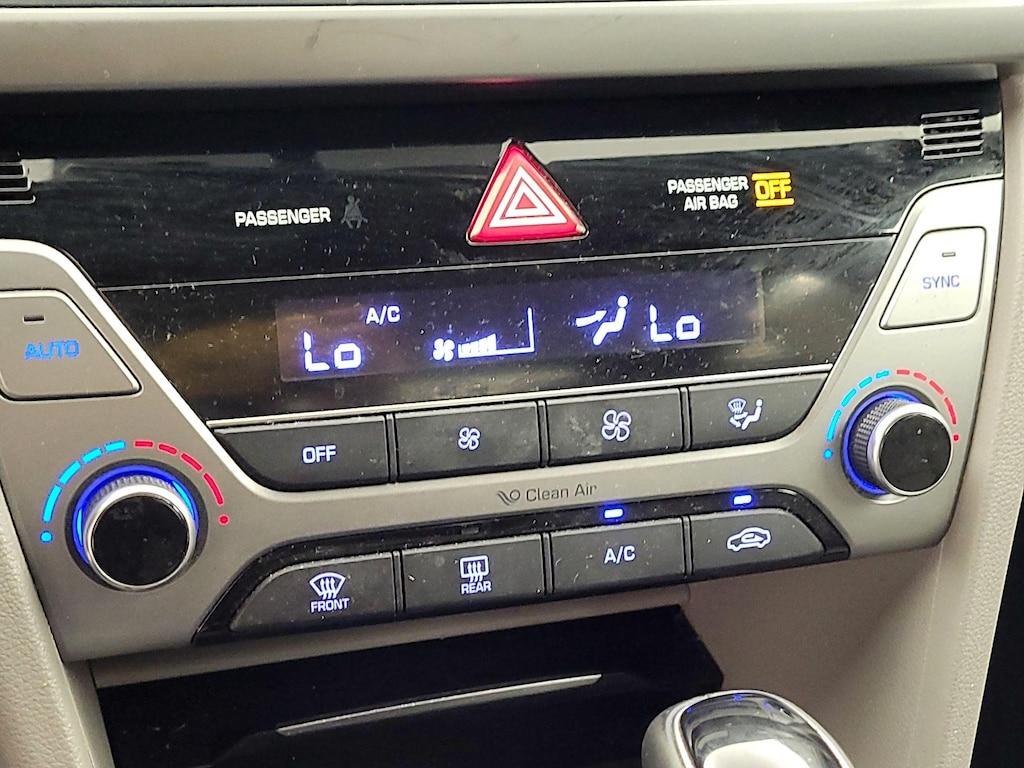 PASSENGER
PASSENGER OFF
AIR BAG
SYNC
AUTO
A/C
Lo
Lo
OFF
Clean Air
FRONT
REAR
A/C